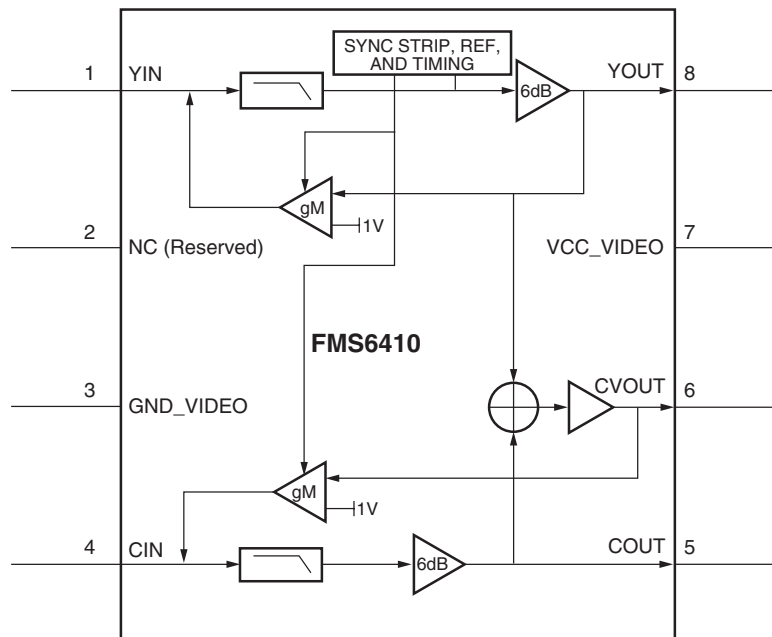 SYNC STRIP, REF,
AND TIMING
1 YIN
6dB
YOUT 8
gM
1V
2 NC (Reserved)
VCC_VIDEO 7
FMS6410
3 GND_VIDEO
CVOUT 6
gM
1V
4 CIN
6dB
COUT 5